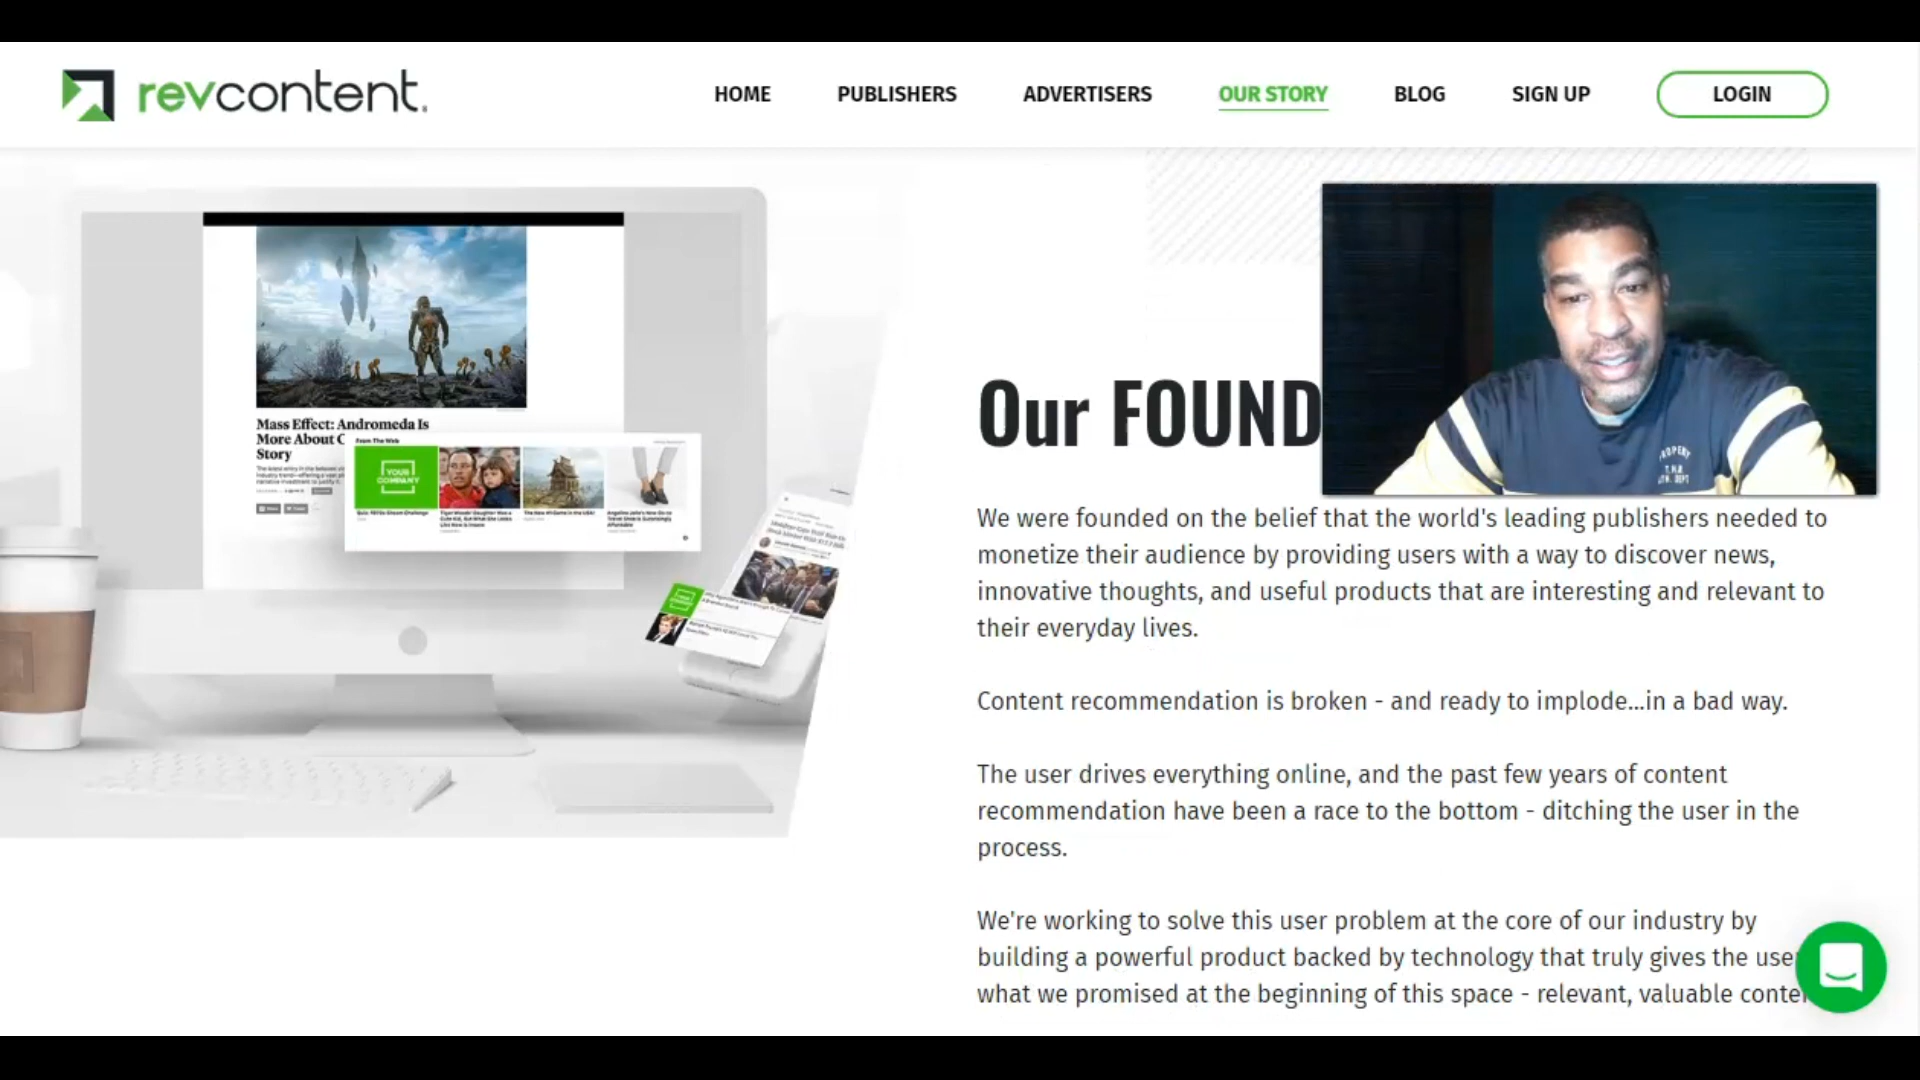 revcontent.
HOME
PUBLISHERS
ADVERTISERS
OUR STORY
BLOG
SIGN UP
LOGIN
Mass Effect: Andromeda Is
More About C
Story
From The Web
YOUR
COMPANY
Our FOUND
PROPERTY
We were founded on the belief that the world's leading publishers needed to
monetize their audience by providing users with a way to discover news,
innovative thoughts, and useful products that are interesting and relevant to
their everyday lives.
Content recommendation is broken - and ready to implode...in a bad way.
The user drives everything online, and the past few years of content
recommendation have been a race to the bottom - ditching the user in the
process.
We're working to solve this user problem at the core of our industry by
building a powerful product backed by technology that truly gives the use
what we promised at the beginning of this space - relevant, valuable conte